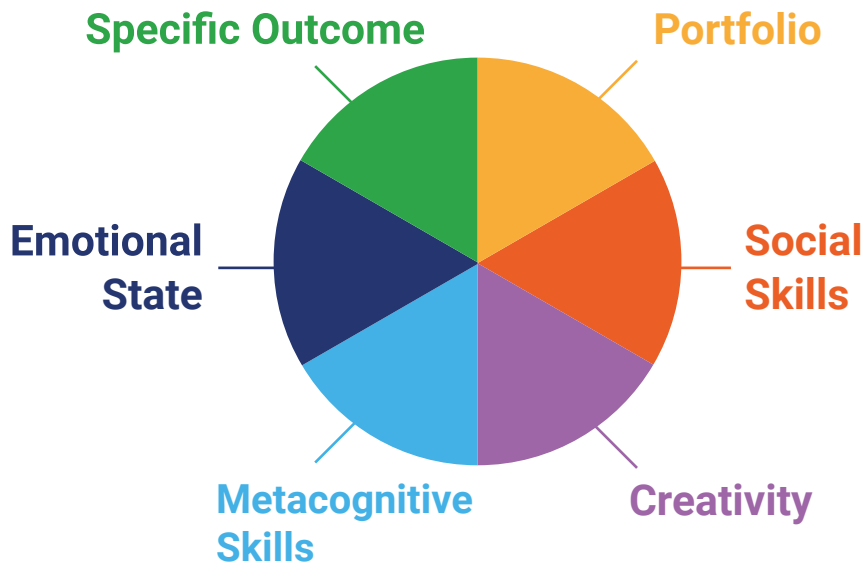 Specific Outcome
Portfolio
Emotional
State
Social
Skills
Metacognitive
Skills
Creativity